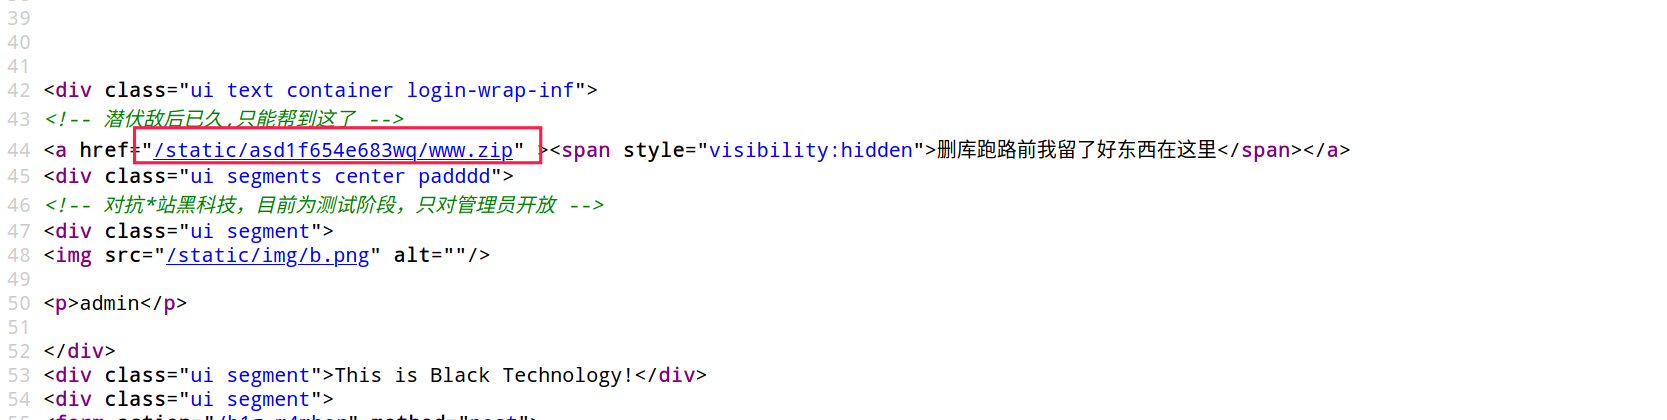 39
40
41
42 <div class="ui text container login-wrap-inf">
43 <!-- 潜伏敌后已久,只能帮到这了 -->
44 <a href="/static/asd1f654e683wq/www.zip" ><span style="visibility:hidden">删库跑路前我留了好东西在这里</span></a>
45 <div class="ui segments center padddd">
46 <!-- 对抗*站黑科技，目前为测试阶段，只对管理员开放 -->
47 <div class="ui segment">
48 <img src="/static/img/b.png" alt=""/>
49
50 <p>admin</p>
51
52 </div>
53 <div class="ui segment">This is Black Technology!</div>
54 <div class="ui segment">